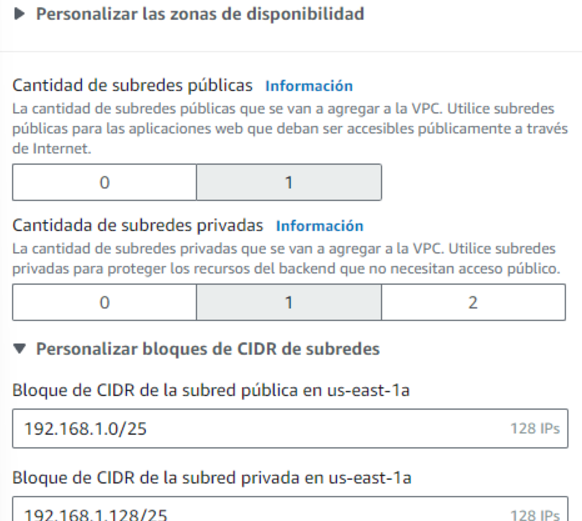 Personalizar las zonas de disponibilidad
Cantidad de subredes públicas Información
La cantidad de subredes públicas que se van a agregar a la VPC. Utilice subredes
públicas para las aplicaciones web que deban ser accesibles públicamente a través
de Internet.
0 1
Cantidada de subredes privadas Información
La cantidad de subredes privadas que se van a agregar a la VPC. Utilice subredes
privadas para proteger los recursos del backend que no necesitan acceso público.
0 1 2
Personalizar bloques de CIDR de subredes
Bloque de CIDR de la subred pública en us-east-1a
192.168.1.0/25 128 IPs
Bloque de CIDR de la subred privada en us-east-1a
192.168.1.128/25 128 IPs